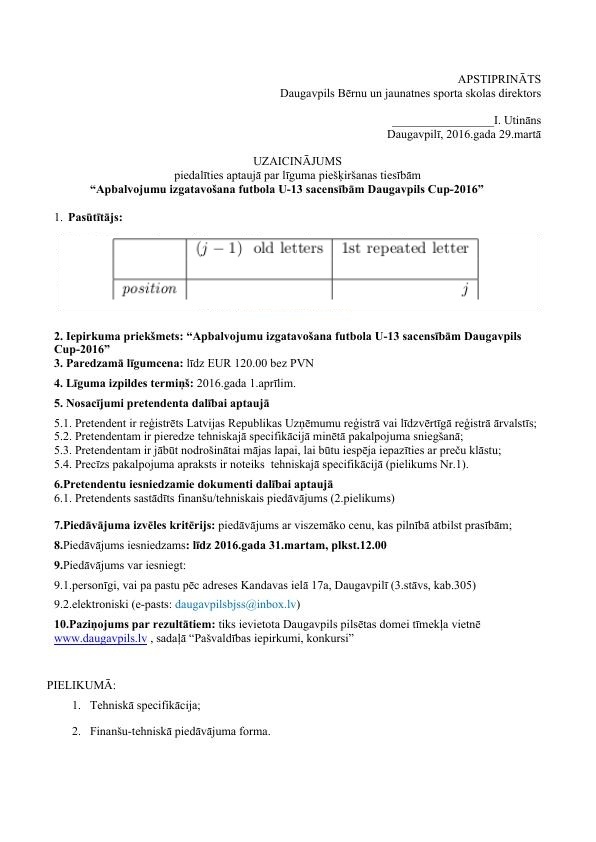 APSTIPRINĀTS
Daugavpils Bērnu un jaunatnes sporta skolas direktors
_________________I. Utināns
Daugavpilī, 2016.gada 29.martā
UZAICINĀJUMS
piedalīties aptaujā par līguma piešķiršanas tiesībām
“Apbalvojumu izgatavošana futbola U-13 sacensībām Daugavpils Cup-2016”
1. Pasūtītājs:
(j − 1) old letters 1st repeated letter
position j
2. Iepirkuma priekšmets: “Apbalvojumu izgatavošana futbola U-13 sacensībām Daugavpils
Cup-2016”
3. Paredzamā līgumcena: līdz EUR 120.00 bez PVN
4. Līguma izpildes termiņš: 2016.gada 1.aprīlim.
5. Nosacījumi pretendenta dalībai aptaujā
5.1. Pretendent ir reģistrēts Latvijas Republikas Uzņēmumu reģistrā vai līdzvērtīgā reģistrā ārvalstīs;
5.2. Pretendentam ir pieredze tehniskajā specifikācijā minētā pakalpojuma sniegšanā;
5.3. Pretendentam ir jābūt nodrošinātai mājas lapai, lai būtu iespēja iepazīties ar preču klāstu;
5.4. Precīzs pakalpojuma apraksts ir noteiks tehniskajā specifikācijā (pielikums Nr.1).
6.Pretendentu iesniedzamie dokumenti dalībai aptaujā
6.1. Pretendents sastādīts finanšu/tehniskais piedāvājums (2.pielikums)
7.Piedāvājuma izvēles kritērijs: piedāvājums ar viszemāko cenu, kas pilnībā atbilst prasībām;
8.Piedāvājums iesniedzams: līdz 2016.gada 31.martam, plkst.12.00
9.Piedāvājums var iesniegt:
9.1.personīgi, vai pa pastu pēc adreses Kandavas ielā 17a, Daugavpilī (3.stāvs, kab.305)
9.2.elektroniski (e-pasts: daugavpilsbjss@inbox.lv)
10.Paziņojums par rezultātiem: tiks ievietota Daugavpils pilsētas domei tīmekļa vietnē
www.daugavpils.lv , sadaļā “Pašvaldības iepirkumi, konkursi”
PIELIKUMĀ:
1. Tehniskā specifikācija;
2. Finanšu-tehniskā piedāvājuma forma.